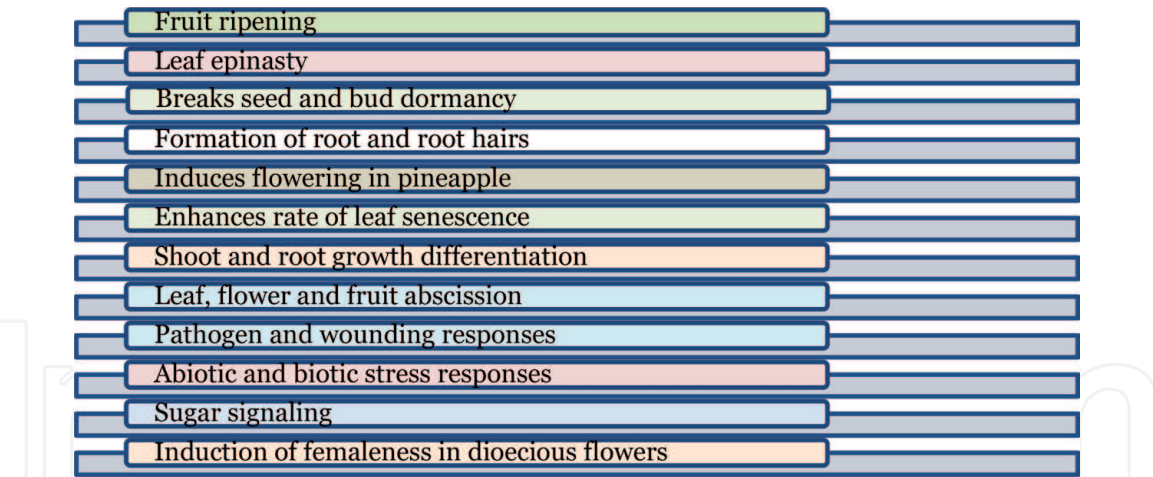 Fruit ripening
Leaf epinasty
Breaks seed and bud dormancy
Formation of root and root hairs
Induces flowering in pineapple
Enhances rate of leaf senescence
Shoot and root growth differentiation
Leaf, flower and fruit abscission
Pathogen and wounding responses
Abiotic and biotic stress responses
Sugar signaling
Induction of femaleness in dioecious flowers